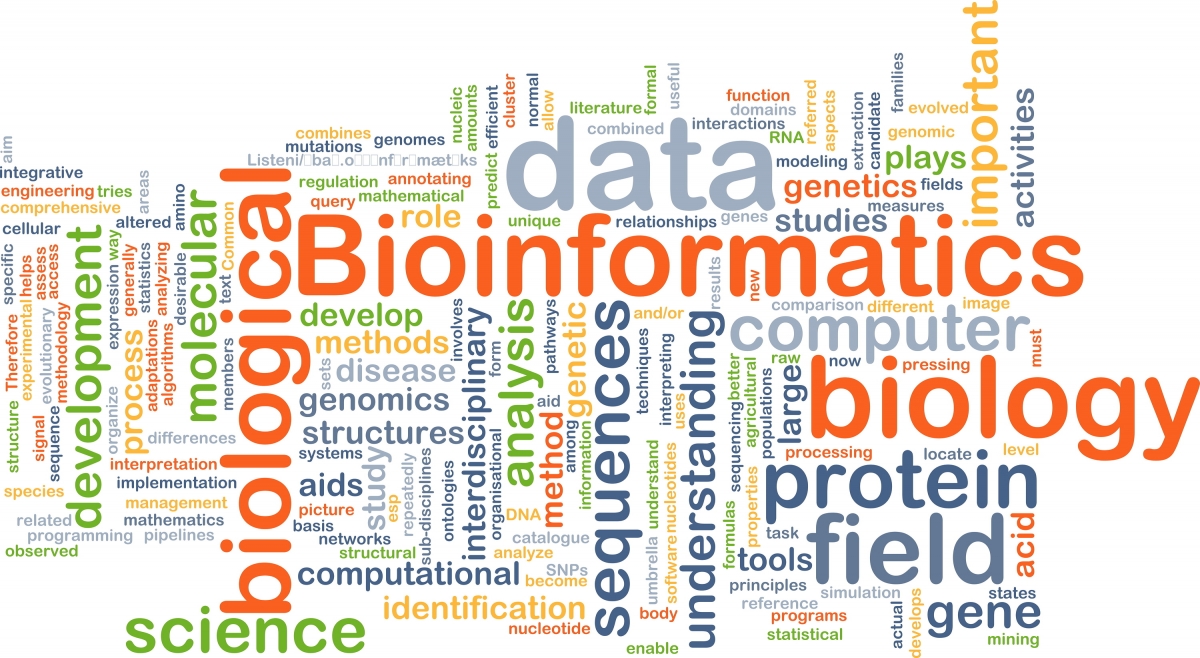 important
families
useful
formal
activities
normal
cluster
efficient
amounts
nucleic
allow
function
aspects
referred
extraction
candidate
literature
domains
evolved
combines
combined
interactions
RNA
genomic
data
mutations
genomes
aim
modeling
plays
integrative
areas
amino
regulation
annotating
predict
genetics
fields
engineering
tries
query
mathematical
measures
comprehensive
role
altered
molecular
Common
unique
relationships
genes
studies
cellular
biological
Bioinformatics
development
way
specific
helps
assess
access
generally
statistics
analyzing
desirable
text
results
new
Therefore
experimental
evolutionary
methodology
expression
develop
involves
analysis
pathways
genetic
sequences
and/or
comparison
different
image
process
adaptations
algorithms
members
methods
interdisciplinary
form
techniques
interpreting
understanding
computer
must
sets
disease
better
agricultural
raw
now
pressing
structure
signal
sequence
organize
genomics
aid
uses
populations
larger
biology
differences
structures
organisational
method
among
information
sequencing
processing
locate
level
interpretation
systems
study
repeatedly
sub-disciplines
ontologies
understand
nucleotides
properties
protein
species
implementation
aids
esp
management
picture
DNA
formulas
related
mathematics
basis
task
field
acid
programming
pipelines
networks
catalogue
umbrella
software
observed
structural
analyze
tools
computational
SNPs
become
principles
simulation
states
identification
body
reference
gene
science
nucleotide
programs
actual
develops
statistical
mining
enable